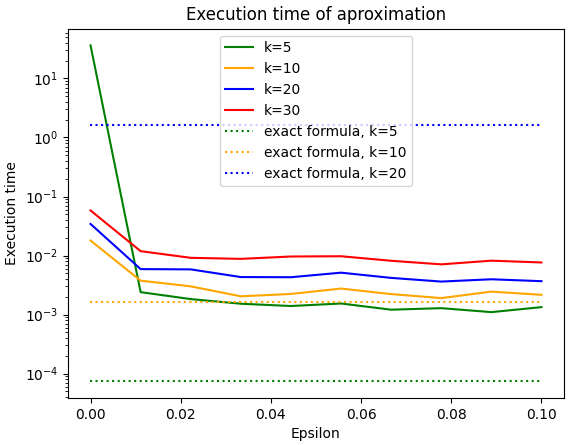 Execution time of aproximation
k=5
k=10
k=20
k=30
exact formula, k=5
exact formula, k=10
exact formula, k=20
Execution time
10¹
10⁰
10⁻¹
10⁻²
10⁻³
10⁻⁴
0.00 0.02 0.04 0.06 0.08 0.10
Epsilon